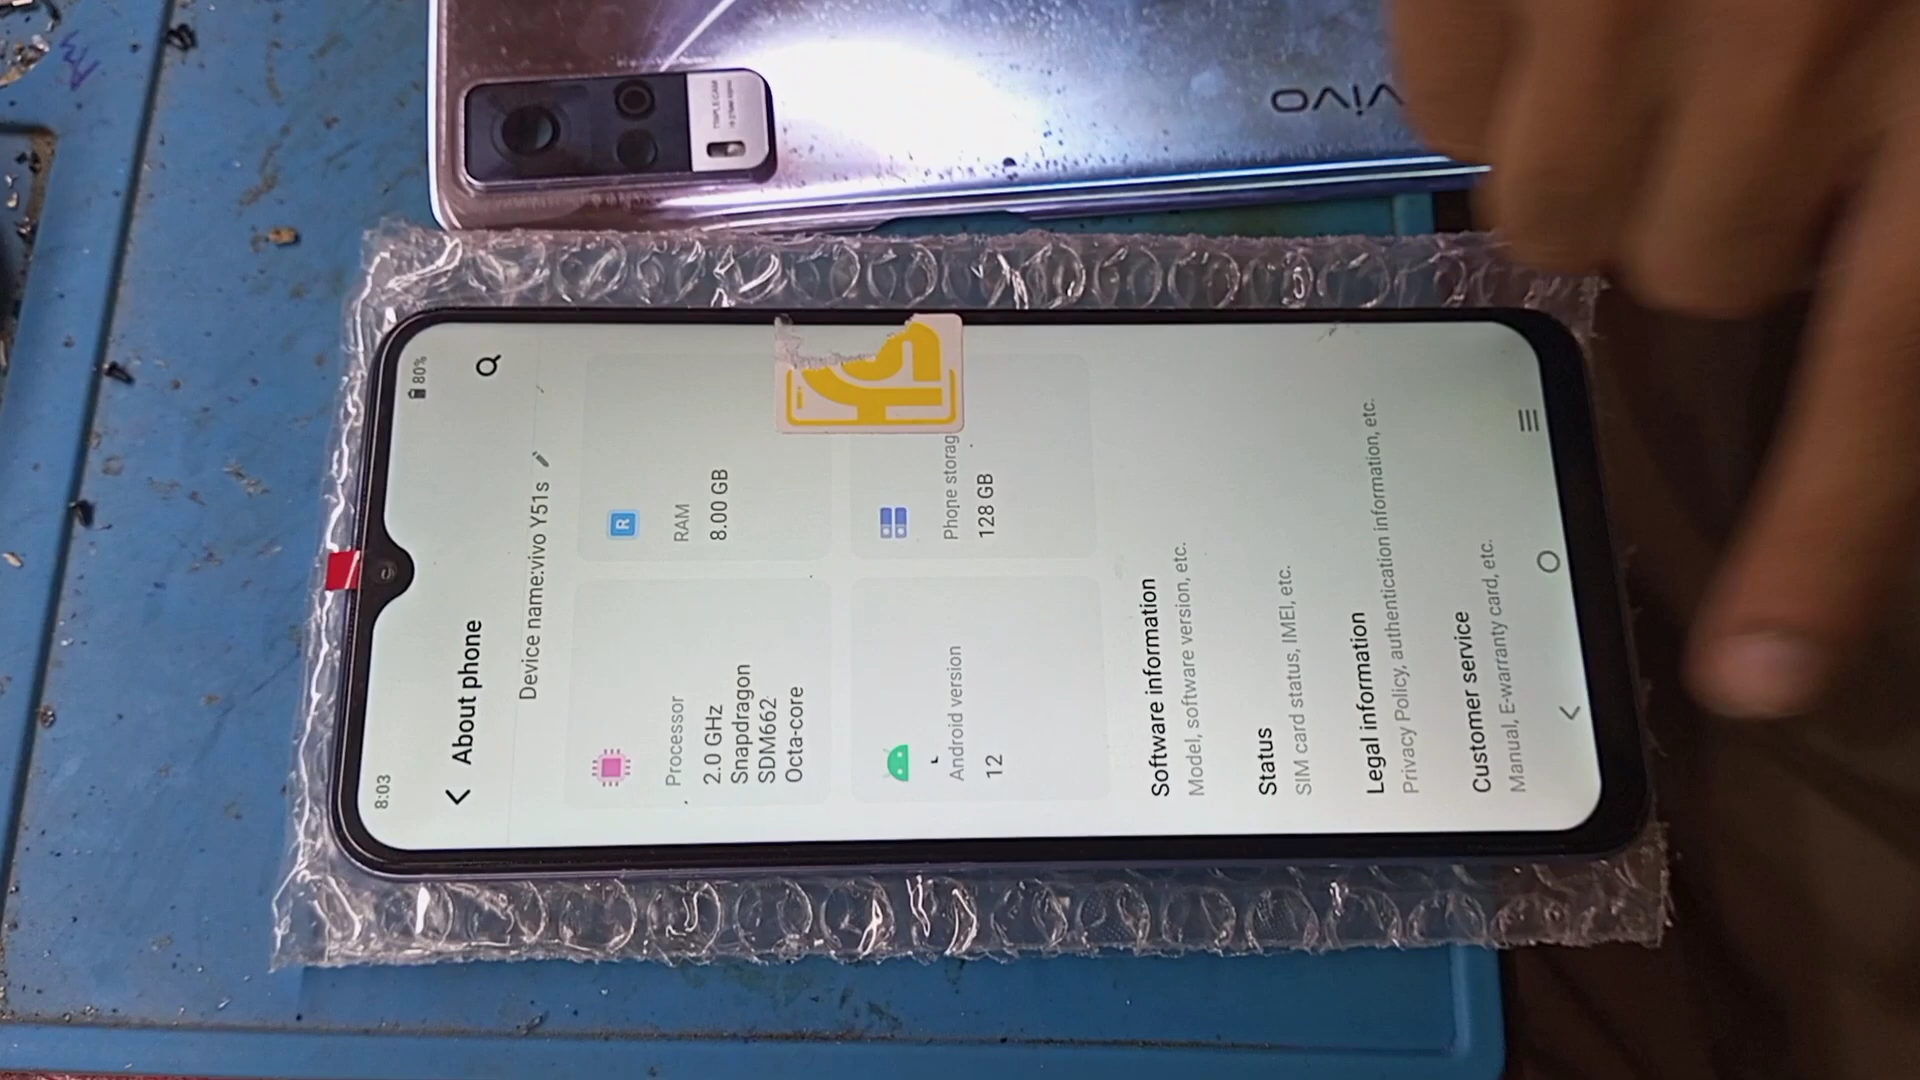 vivo
8:03
80%
About phone
Device name:vivo Y51s
Processor
2.0 GHz
Snapdragon
SDM662
Octa-core
R
RAM
8.00 GB
Android version
12
Phone storag
128 GB
Software information
Model, software version, etc.
Status
SIM card status, IMEI, etc.
Legal information
Privacy Policy, authentication information, etc.
Customer service
Manual, E-warranty card, etc.